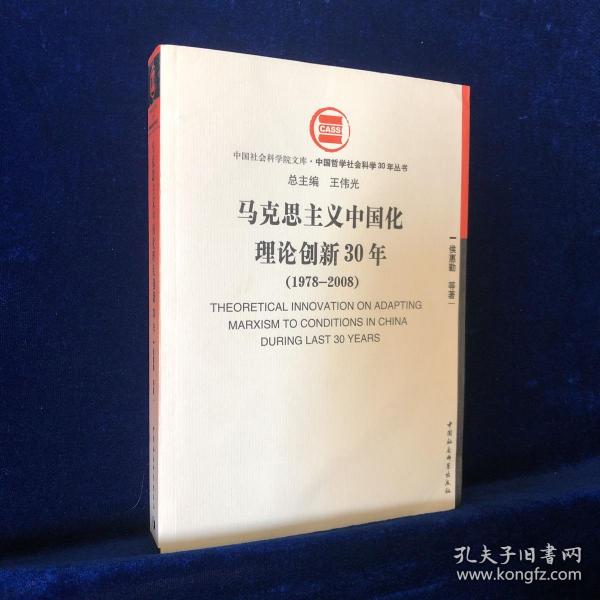 CASS
中国社会科学院文库·中国哲学社会科学30年丛书
总主编 王伟光
马克思主义中国化
理论创新30年
(1978-2008)
THEORETICAL INNOVATION ON ADAPTING
MARXISM TO CONDITIONS IN CHINA
DURING LAST 30 YEARS
侯惠勤 等著
中国社会科学出版社
孔夫子旧书网
www.kongfz.com